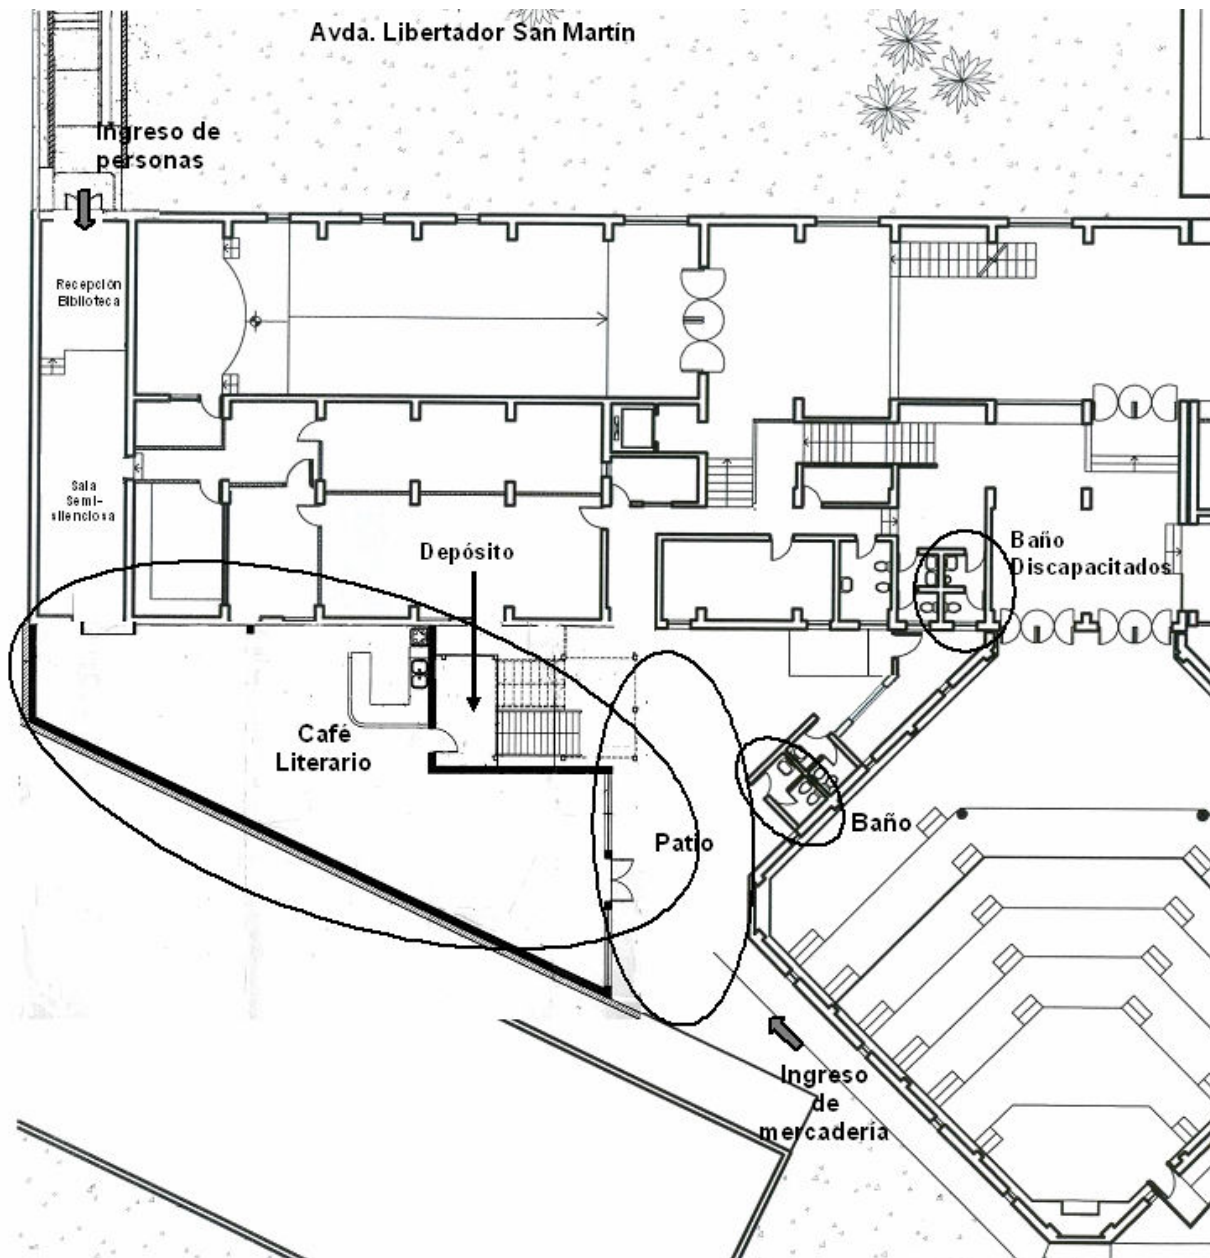 Avda. Libertador San Martín
Ingreso de
personas
Recepción
Biblioteca
Sala
Semi-
silenciosa
Depósito
Baño
Discapacitados
Café
Literario
Patio
Baño
Ingreso
de
mercadería